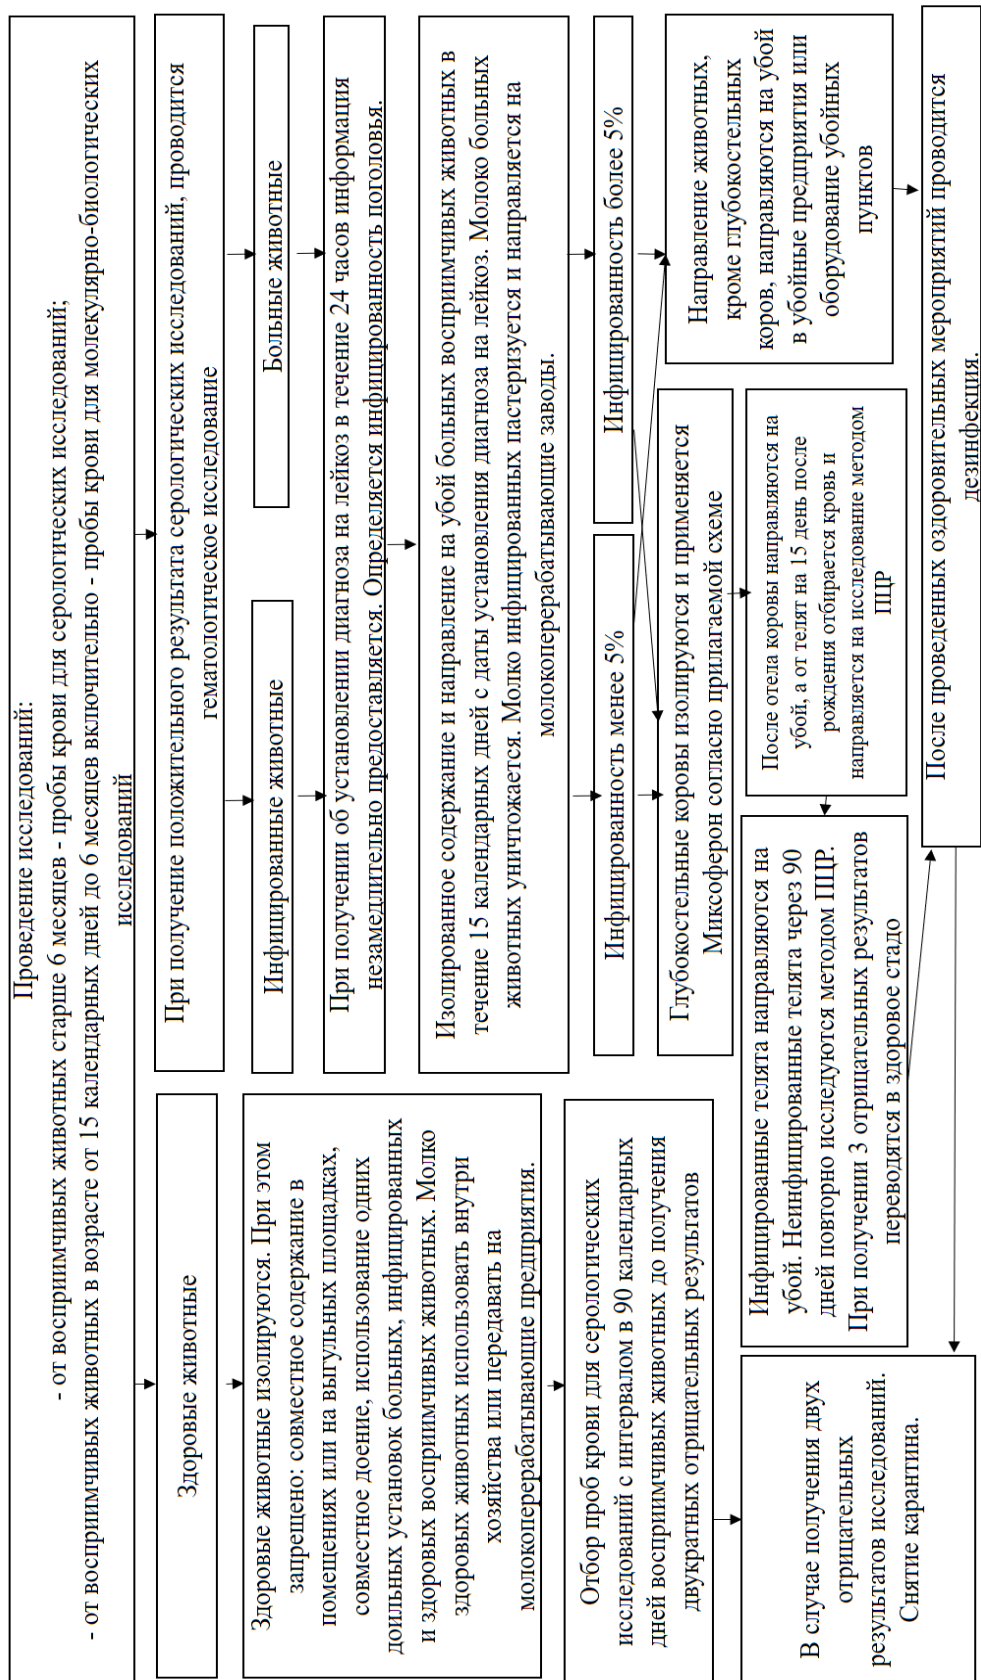 Проведение исследований:
- от восприимчивых животных старше 6 месяцев - пробы крови для серологических исследований;
- от восприимчивых животных в возрасте от 15 календарных дней до 6 месяцев включительно - пробы крови для молекулярно-биологических
исследований
Здоровые животные
При получение положительного результата серологических исследований, проводится
гематологическое исследование
Инфицированные животные
Больные животные
Здоровые животные изолируются. При этом
запрещено: совместное содержание в
помещениях или на выгульных площадках,
совместное доение, использование одних
доильных установок больных, инфицированных
и здоровых восприимчивых животных. Молко
здоровых животных использовать внутри
хозяйства или передавать на
молокоперерабатывающие предприятия.
При получении об установлении диагноза на лейкоз в течение 24 часов информация
незамедлительно предоставляется. Определяется инфицированность поголовья.
Изолированное содержание и направление на убой больных восприимчивых животных в
течение 15 календарных дней с даты установления диагноза на лейкоз. Молоко больных
животных уничтожается. Молко инфицированных пастеризуется и направляется на
молокоперерабатывающие заводы.
Отбор проб крови для серологических
исследований с интервалом в 90 календарных
дней восприимчивых животных до получения
двукратных отрицательных результатов
Инфицированность менее 5%
Инфицированность более 5%
Глубокостельные коровы изолируются и применяется
Миксоферон согласно прилагаемой схеме
Направление животных,
кроме глубокостельных
коров, направляются на убой
в убойные предприятия или
оборудование убойных
пунктов
После отела коровы направляются на
убой, а от телят на 15 день после
рождения отбирается кровь и
направляется на исследование методом
ПЦР
Инфицированные телята направляются на
убой. Неинфицированные телята через 90
дней повторно исследуются методом ПЦР.
При получении 3 отрицательных результатов
переводятся в здоровое стадо
После проведенных оздоровительных мероприятий проводится
дезинфекция.
В случае получения двух
отрицательных
результатов исследований.
Снятие карантина.